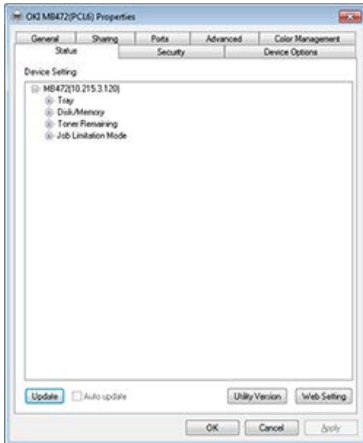 OKI MB472(PCL6) Properties
General Sharing Ports Advanced Color Management
Status Security Device Options
Device Setting
MB472(10.215.3.120)
Tray
Disk/Memory
Toner Remaining
Job Limitation Mode
Update Auto update Utility Version Web Setting
OK Cancel Apply